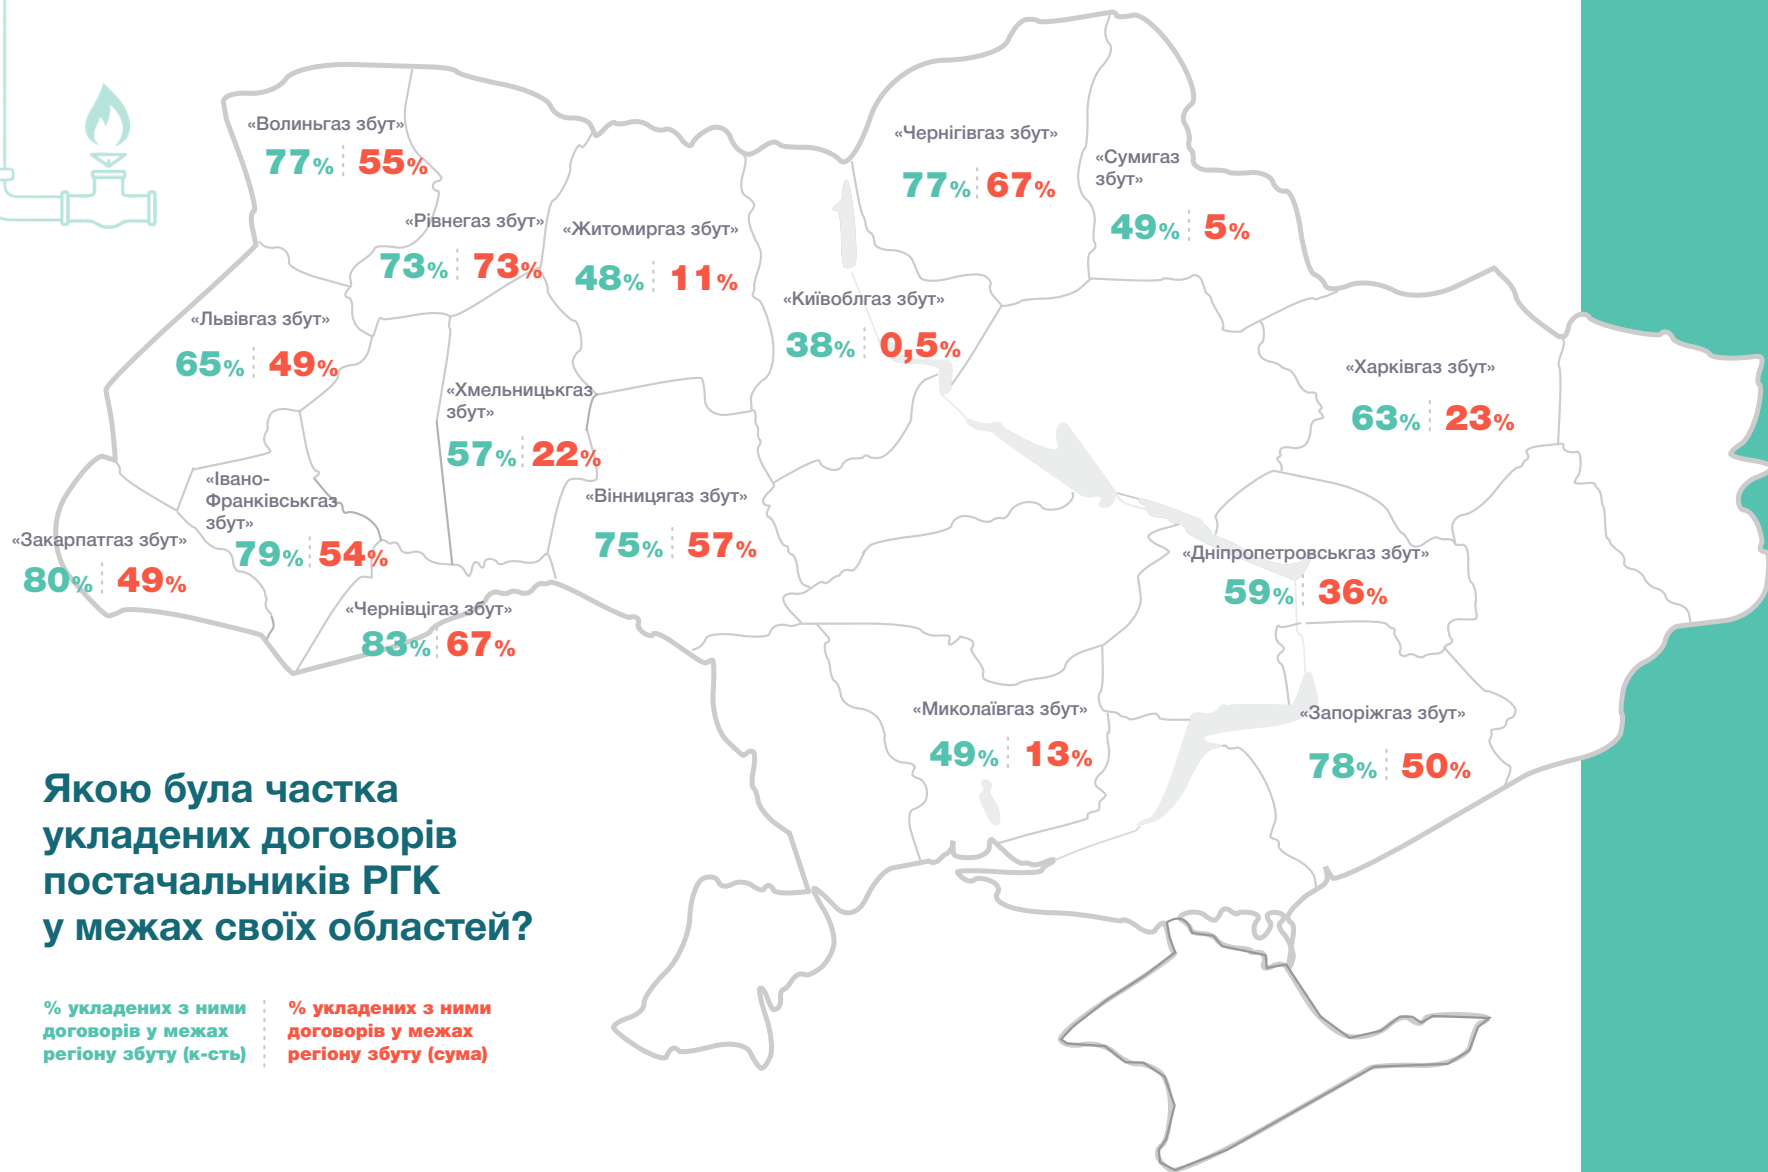 «Волиньгаз збут»
77% 55%
«Рівнегаз збут»
73% 73%
«Житомиргаз збут»
48% 11%
«Чернігівгаз збут»
77% 67%
«Сумигаз
збут»
49% 5%
«Київоблгаз збут»
38% 0,5%
«Львівгаз збут»
65% 49%
«Хмельницькгаз
збут»
57% 22%
«Харківгаз збут»
63% 23%
«Івано-
Франківськгаз
збут»
79% 54%
«Вінницягаз збут»
75% 57%
«Закарпатгаз збут»
80% 49%
«Дніпропетровськгаз збут»
59% 36%
«Чернівцігаз збут»
83% 67%
«Миколаївгаз збут»
49% 13%
«Запоріжгаз збут»
78% 50%
Якою була частка
укладених договорів
постачальників РГК
у межах своїх областей?
% укладених з ними
договорів у межах
регіону збуту (к-сть)
% укладених з ними
договорів у межах
регіону збуту (сума)